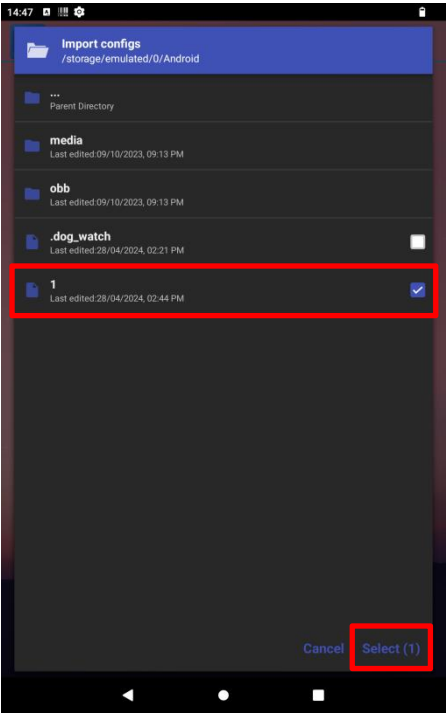 14:47
Import configs
/storage/emulated/0/Android
...
Parent Directory
media
Last edited:09/10/2023, 09:13 PM
obb
Last edited:09/10/2023, 09:13 PM
.dog_watch
Last edited:28/04/2024, 02:21 PM
1
Last edited:28/04/2024, 02:44 PM
Cancel Select (1)